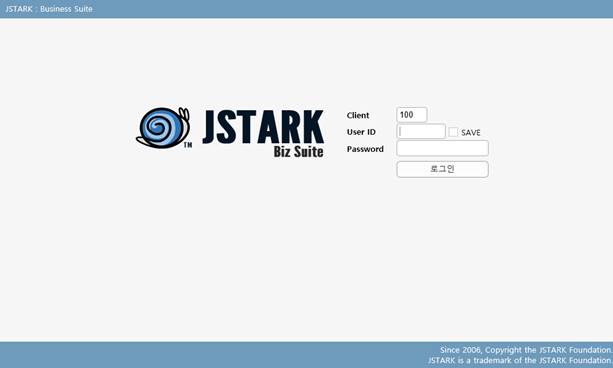 JSTARK : Business Suite
JSTARK
TM
Biz Suite
Client 100
User ID SAVE
Password
로그인
Since 2006, Copyright the JSTARK Foundation.
JSTARK is a trademark of the JSTARK Foundation.